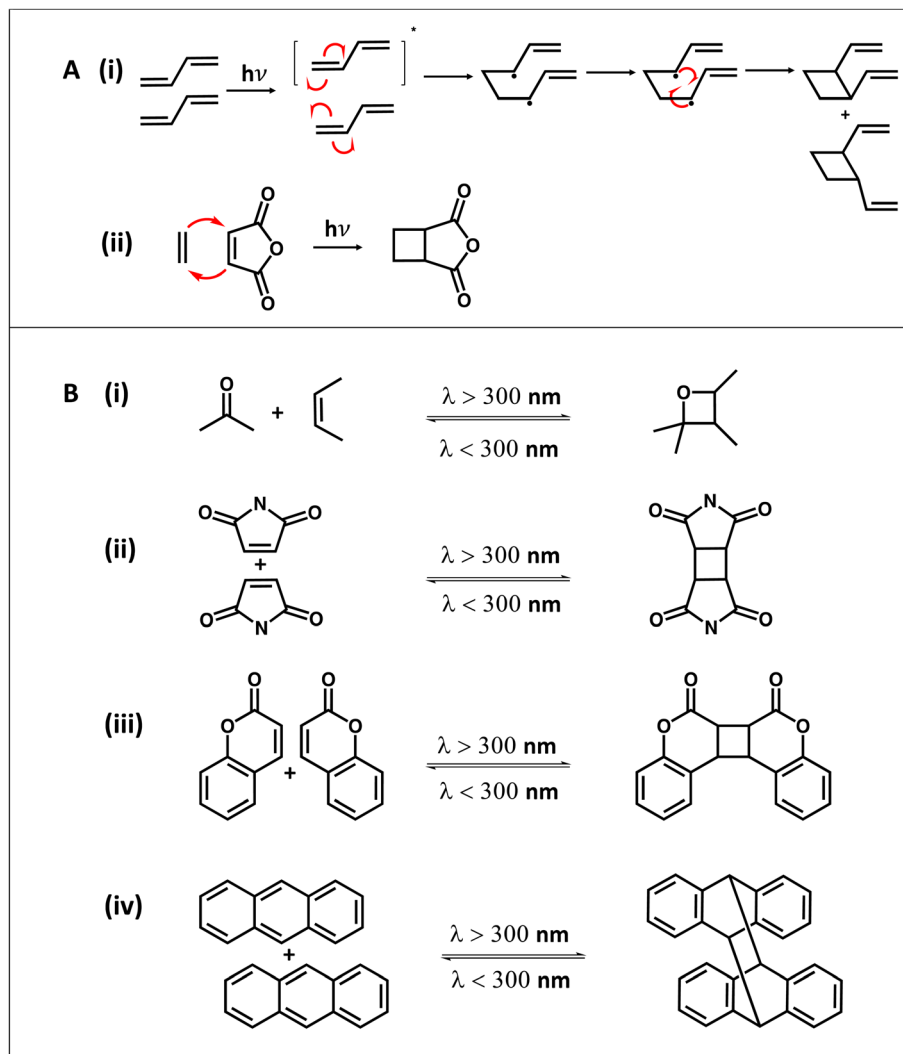 A (i)
hν
*
+
(ii)
hν
O
O
O
B (i)
O
+
λ > 300 nm
λ < 300 nm
O
(ii)
N
O O
+
O O
N
λ > 300 nm
λ < 300 nm
N
O O
O O
N
(iii)
O O
O O
+
λ > 300 nm
λ < 300 nm
O O
O O
(iv)
+
λ > 300 nm
λ < 300 nm